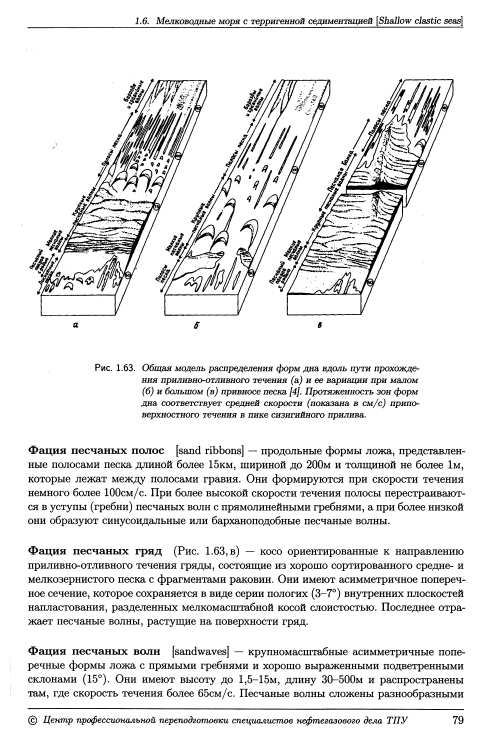 1.6. Мелководные моря с терригенной седиментацией [Shallow clastic seas]
а
б
в
Рис. 1.63. Общая модель распределения форм дна вдоль пути прохожде-
ния приливно-отливного течения (а) и ее вариации при малом
(б) и большом (в) привносе песка [4]. Протяженность зон форм
дна соответствует средней скорости (показана в см/с) припо-
верхностного течения в пике сизигийного прилива.
Фация песчаных полос [sand ribbons] — продольные формы ложа, представлен-
ные полосами песка длиной более 15км, шириной до 200м и толщиной не более 1м,
которые лежат между полосами гравия. Они формируются при скорости течения
немного более 100см/с. При более высокой скорости течения полосы перестраивают-
ся в уступы (гребни) песчаных волн с прямолинейными гребнями, а при более низкой
они образуют синусоидальные или барханоподобные песчаные волны.
Фация песчаных гряд (Рис. 1.63, в) — косо ориентированные к направлению
приливно-отливного течения гряды, состоящие из хорошо сортированного средне- и
мелкозернистого песка с фрагментами раковин. Они имеют асимметричное попереч-
ное сечение, которое сохраняется в виде серии пологих (3–7°) внутренних плоскостей
напластования, разделенных мелкомасштабной косой слоистостью. Последнее отра-
жает песчаные волны, растущие на поверхности гряд.
Фация песчаных волн [sandwaves] — крупномасштабные асимметричные попе-
речные формы ложа с прямыми гребнями и хорошо выраженными подветренными
склонами (15°). Они имеют высоту до 1,5–15м, длину 30–500м и распространены
там, где скорость течения более 65см/с. Песчаные волны сложены разнообразными
© Центр профессиональной переподготовки специалистов нефтегазового дела ТПУ 79